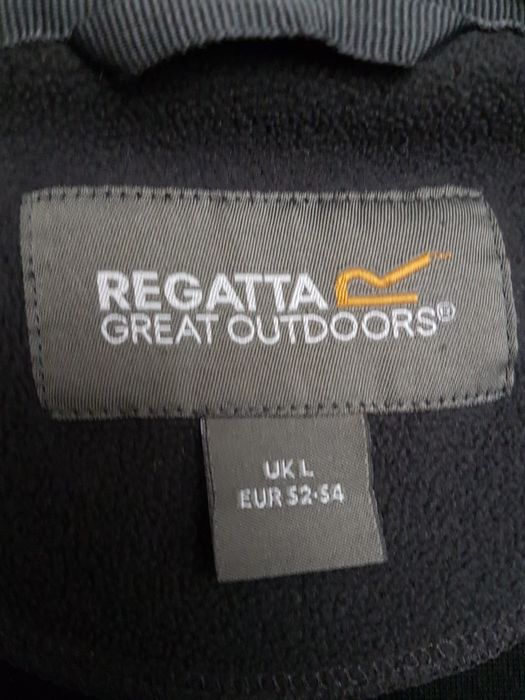 REGATTA
GREAT OUTDOORS®
UK L
EUR 52-54